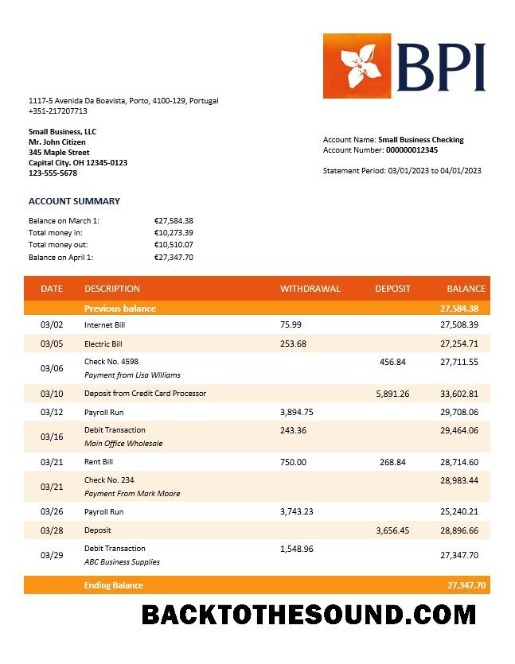 BPI
1117-5 Avenida Da Boavista, Porto, 4100-129, Portugal
+351-217207713
Small Business, LLC
Mr. John Citizen
345 Maple Street
Capital City. OH 12345-0123
123-555-5678
Account Name: Small Business Checking
Account Number: 000000012345
Statement Period: 03/01/2023 to 04/01/2023
ACCOUNT SUMMARY
Balance on March 1: €27,584.38
Total money in: €10,273.39
Total money out: €10,510.07
Balance on April 1: €27,347.70
DATE DESCRIPTION WITHDRAWAL DEPOSIT BALANCE
Previous balance 27,584.38
03/02 Internet Bill 75.99 27,508.39
03/05 Electric Bill 253.68 27,254.71
03/06 Check No. 4598 456.84 27,711.55
Payment from Lisa Williams
03/10 Deposit from Credit Card Processor 5,891.26 33,602.81
03/12 Payroll Run 3,894.75 29,708.06
03/16 Debit Transaction 243.36 29,464.06
Main Office Wholesale
03/21 Rent Bill 750.00 268.84 28,714.60
03/21 Check No. 234 28,983.44
Payment From Mark Moore
03/26 Payroll Run 3,743.23 25,240.21
03/28 Deposit 3,656.45 28,896.66
03/29 Debit Transaction 1,548.96 27,347.70
ABC Business Supplies
Ending Balance 27,347.70
BACKTOTHESOUND.COM